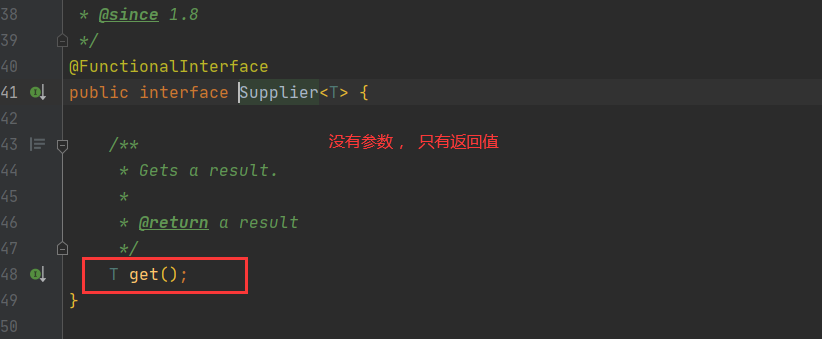 38 * @since 1.8
39 */
40 @FunctionalInterface
41 public interface Supplier<T> {
42
43 /** 没有参数， 只有返回值
44 * Gets a result.
45 *
46 * @return a result
47 */
48 T get();
49 }
50